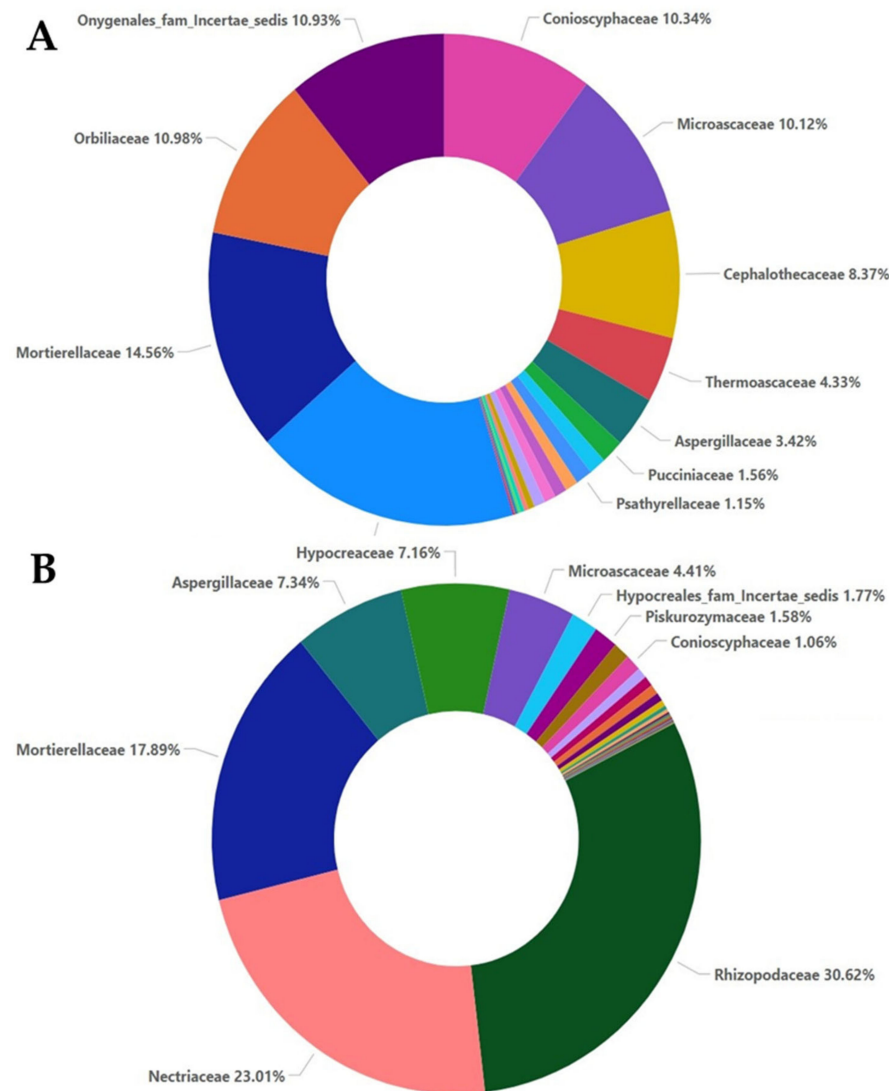 A
Onygenales_fam_Incertae_sedis 10.93%
Conioscyphaceae 10.34%
Orbiliaceae 10.98%
Microascaceae 10.12%
Cephalothecaceae 8.37%
Mortierellaceae 14.56%
Thermoascaceae 4.33%
Aspergillaceae 3.42%
Pucciniaceae 1.56%
Psathyrellaceae 1.15%
B
Hypocreaceae 7.16%
Aspergillaceae 7.34%
Microascaceae 4.41%
Hypocreales_fam_Incertae_sedis 1.77%
Piskurozymaceae 1.58%
Conioscyphaceae 1.06%
Mortierellaceae 17.89%
Rhizopodaceae 30.62%
Nectriaceae 23.01%